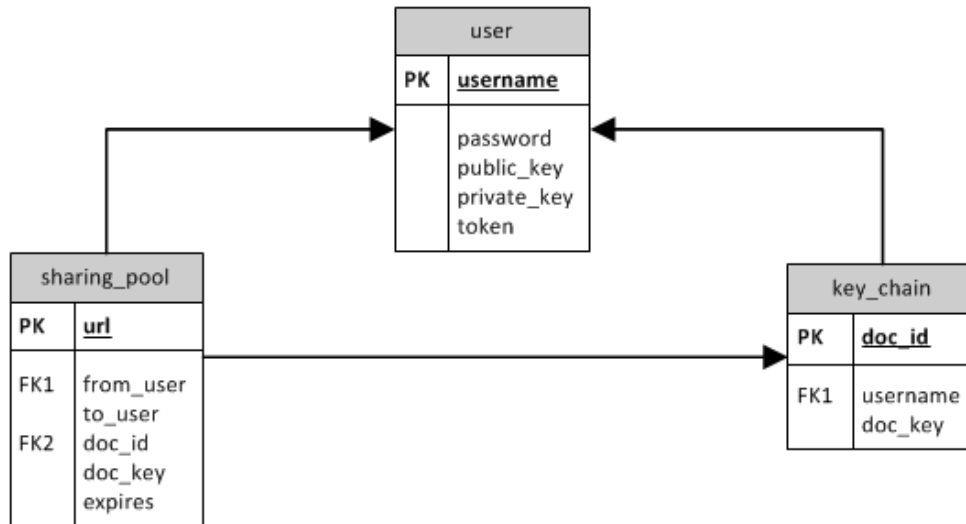 user
PK username
password
public_key
private_key
token
sharing_pool
PK url
FK1 from_user
to_user
FK2 doc_id
doc_key
expires
key_chain
PK doc_id
FK1 username
doc_key